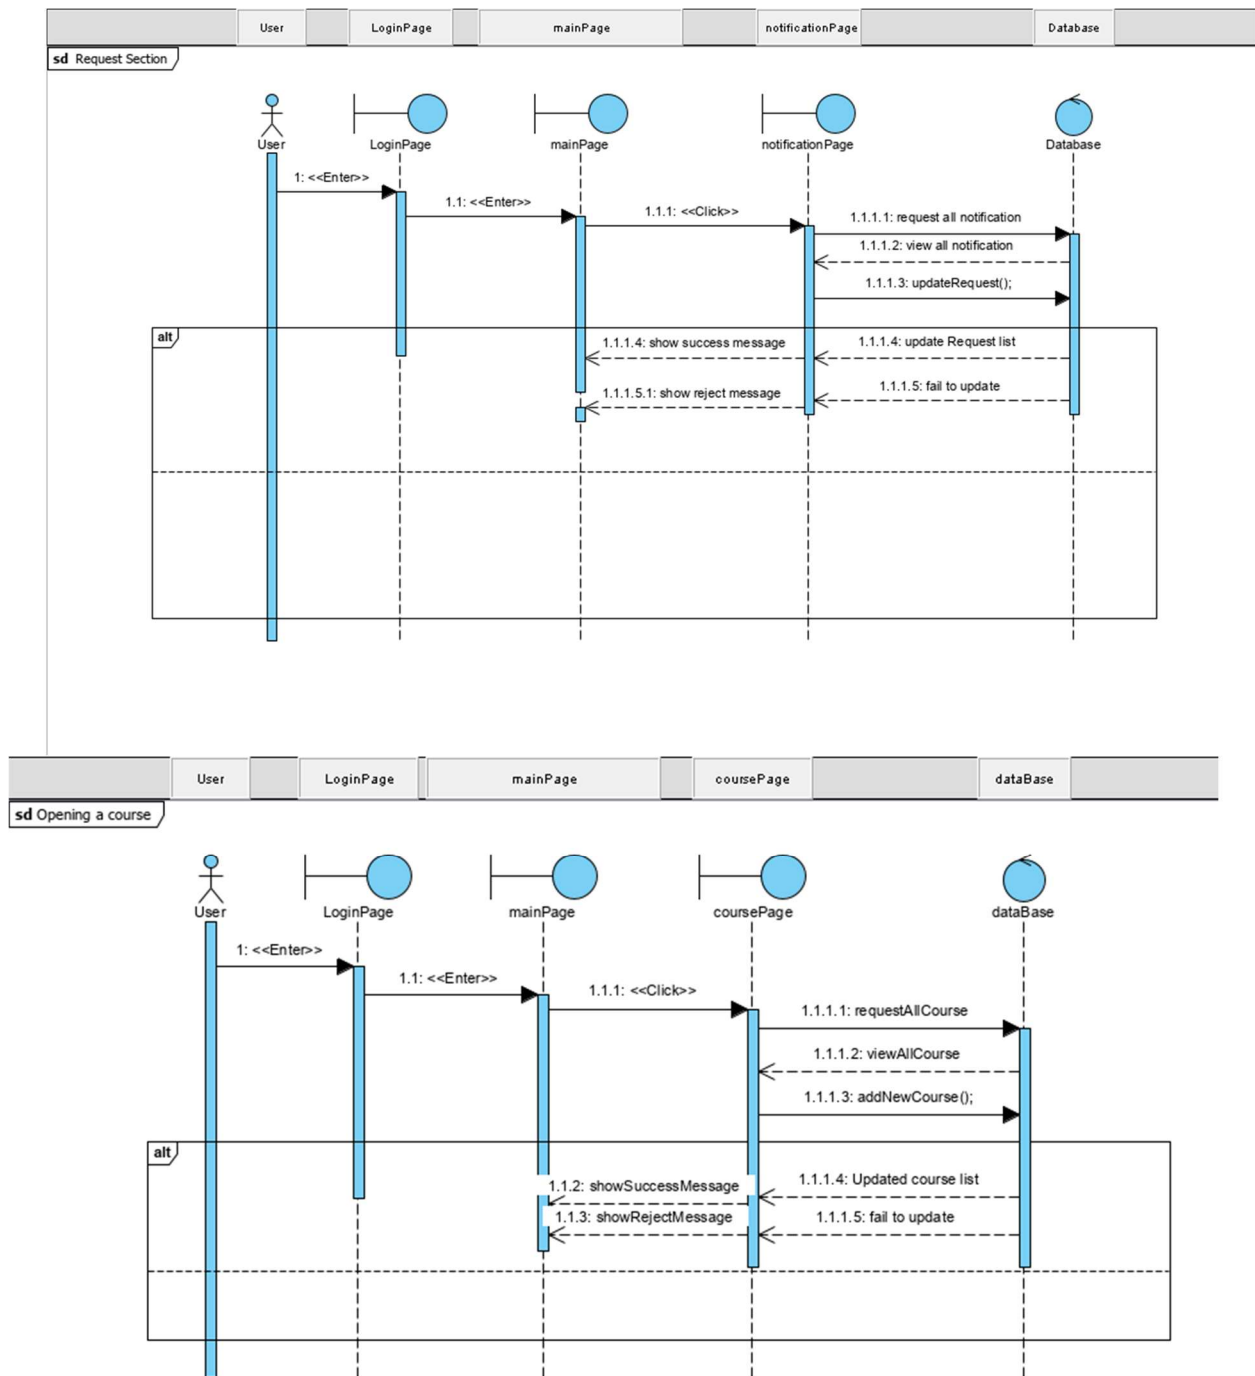 User LoginPage mainPage notificationPage Database
sd Request Section
User LoginPage mainPage notificationPage Database
1: <<Enter>>
1.1: <<Enter>>
1.1.1: <<Click>>
1.1.1.1: request all notification
1.1.1.2: view all notification
1.1.1.3: updateRequest();
alt
1.1.1.4: show success message 1.1.1.4: update Request list
1.1.1.5.1: show reject message 1.1.1.5: fail to update
User LoginPage mainPage coursePage dataBase
sd Opening a course
User LoginPage mainPage coursePage dataBase
1: <<Enter>>
1.1: <<Enter>>
1.1.1: <<Click>>
1.1.1.1: requestAllCourse
1.1.1.2: viewAllCourse
1.1.1.3: addNewCourse();
alt
1.1.2: showSuccessMessage 1.1.1.4: Updated course list
1.1.3: showRejectMessage 1.1.1.5: fail to update